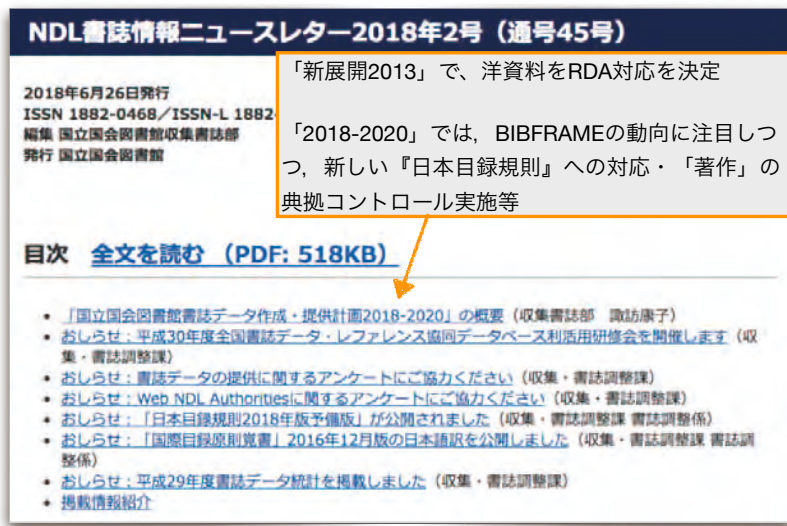 NDL書誌情報ニュースレター2018年2号（通号45号）
2018年6月26日発行
ISSN 1882-0468／ISSN-L 1882-
編集 国立国会図書館収集書誌部
発行 国立国会図書館
「新展開2013」で、洋資料をRDA対応を決定
「2018-2020」では，BIBFRAMEの動向に注目しつ
つ，新しい『日本目録規則』への対応・「著作」の
典拠コントロール実施等
目次 全文を読む （PDF: 518KB）
・「国立国会図書館書誌データ作成・提供計画2018-2020」の概要（収集書誌部 諏訪康子）
・おしらせ：平成30年度全国書誌データ・レファレンス協同データベース利活用研修会を開催します（収
集・書誌調整課）
・おしらせ：書誌データの提供に関するアンケートにご協力ください（収集・書誌調整課）
・おしらせ：Web NDL Authoritiesに関するアンケートにご協力ください（収集・書誌調整課）
・おしらせ：「日本目録規則2018年版予備版」が公開されました（収集・書誌調整課 書誌調整係）
・おしらせ：「国際目録原則覚書」2016年12月版の日本語訳を公開しました（収集・書誌調整課 書誌調
整係）
・おしらせ：平成29年度書誌データ統計を掲載しました（収集・書誌調整課）
・掲載情報紹介